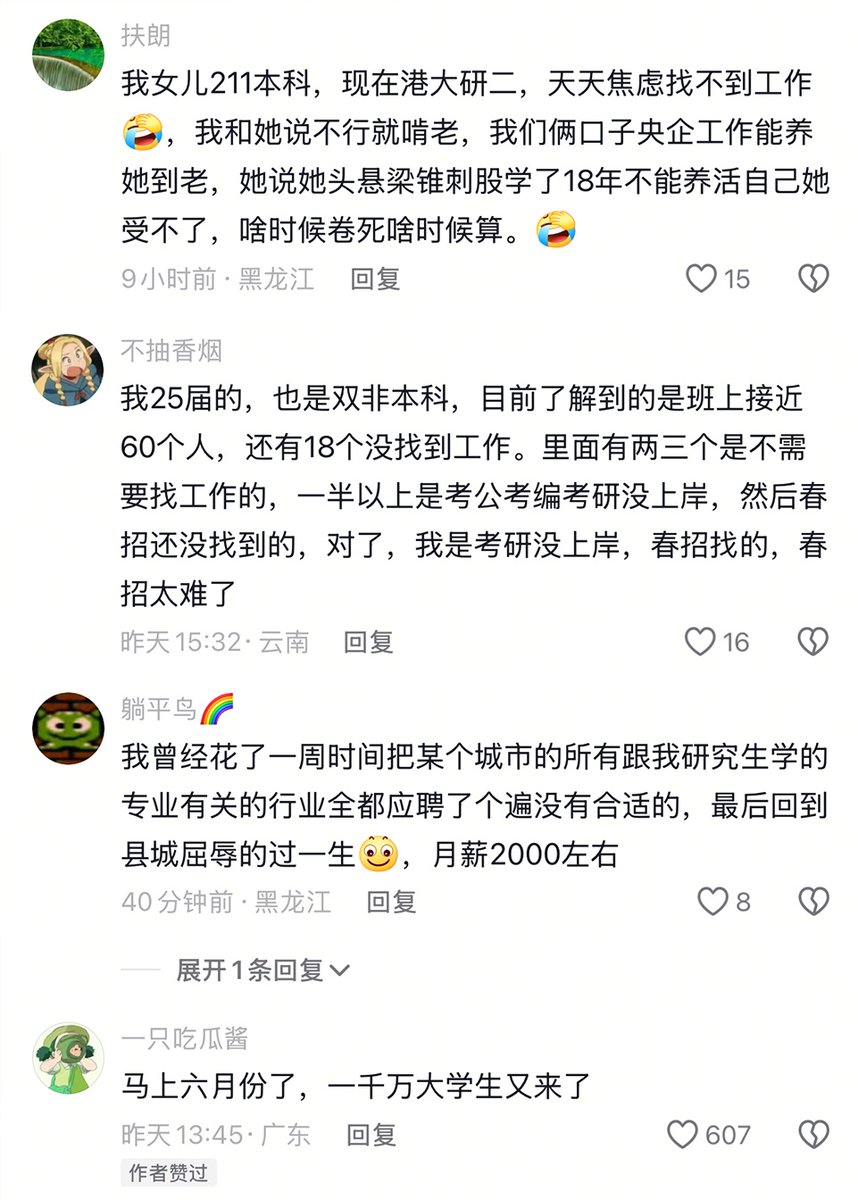 扶朗
我女儿211本科，现在港大研二，天天焦虑找不到工作
🤣，我和她说不行就啃老，我们俩口子央企工作能养
她到老，她说她头悬梁锥刺股学了18年不能养活自己她
受不了，啥时候卷死啥时候算。🤣
9小时前 · 黑龙江 回复 15
不抽香烟
我25届的，也是双非本科，目前了解到的是班上接近
60个人，还有18个没找到工作。里面有两三个是不需
要找工作的，一半以上是考公考编考研没上岸，然后春
招还没找到的，对了，我是考研没上岸，春招找的，春
招太难了
昨天15:32 · 云南 回复 16
躺平鸟🌈
我曾经花了一周时间把某个城市的所有跟我研究生学的
专业有关的行业全都应聘了个遍没有合适的，最后回到
县城屈辱的过一生🙂，月薪2000左右
40分钟前 · 黑龙江 回复 8
展开1条回复
一只吃瓜酱
马上六月份了，一千万大学生又来了
昨天13:45 · 广东 回复 607
作者赞过